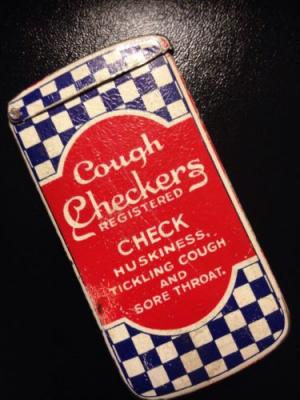 Cough
Checkers
REGISTERED
CHECK
HUSKINESS,
TICKLING COUGH
AND
SORE THROAT.